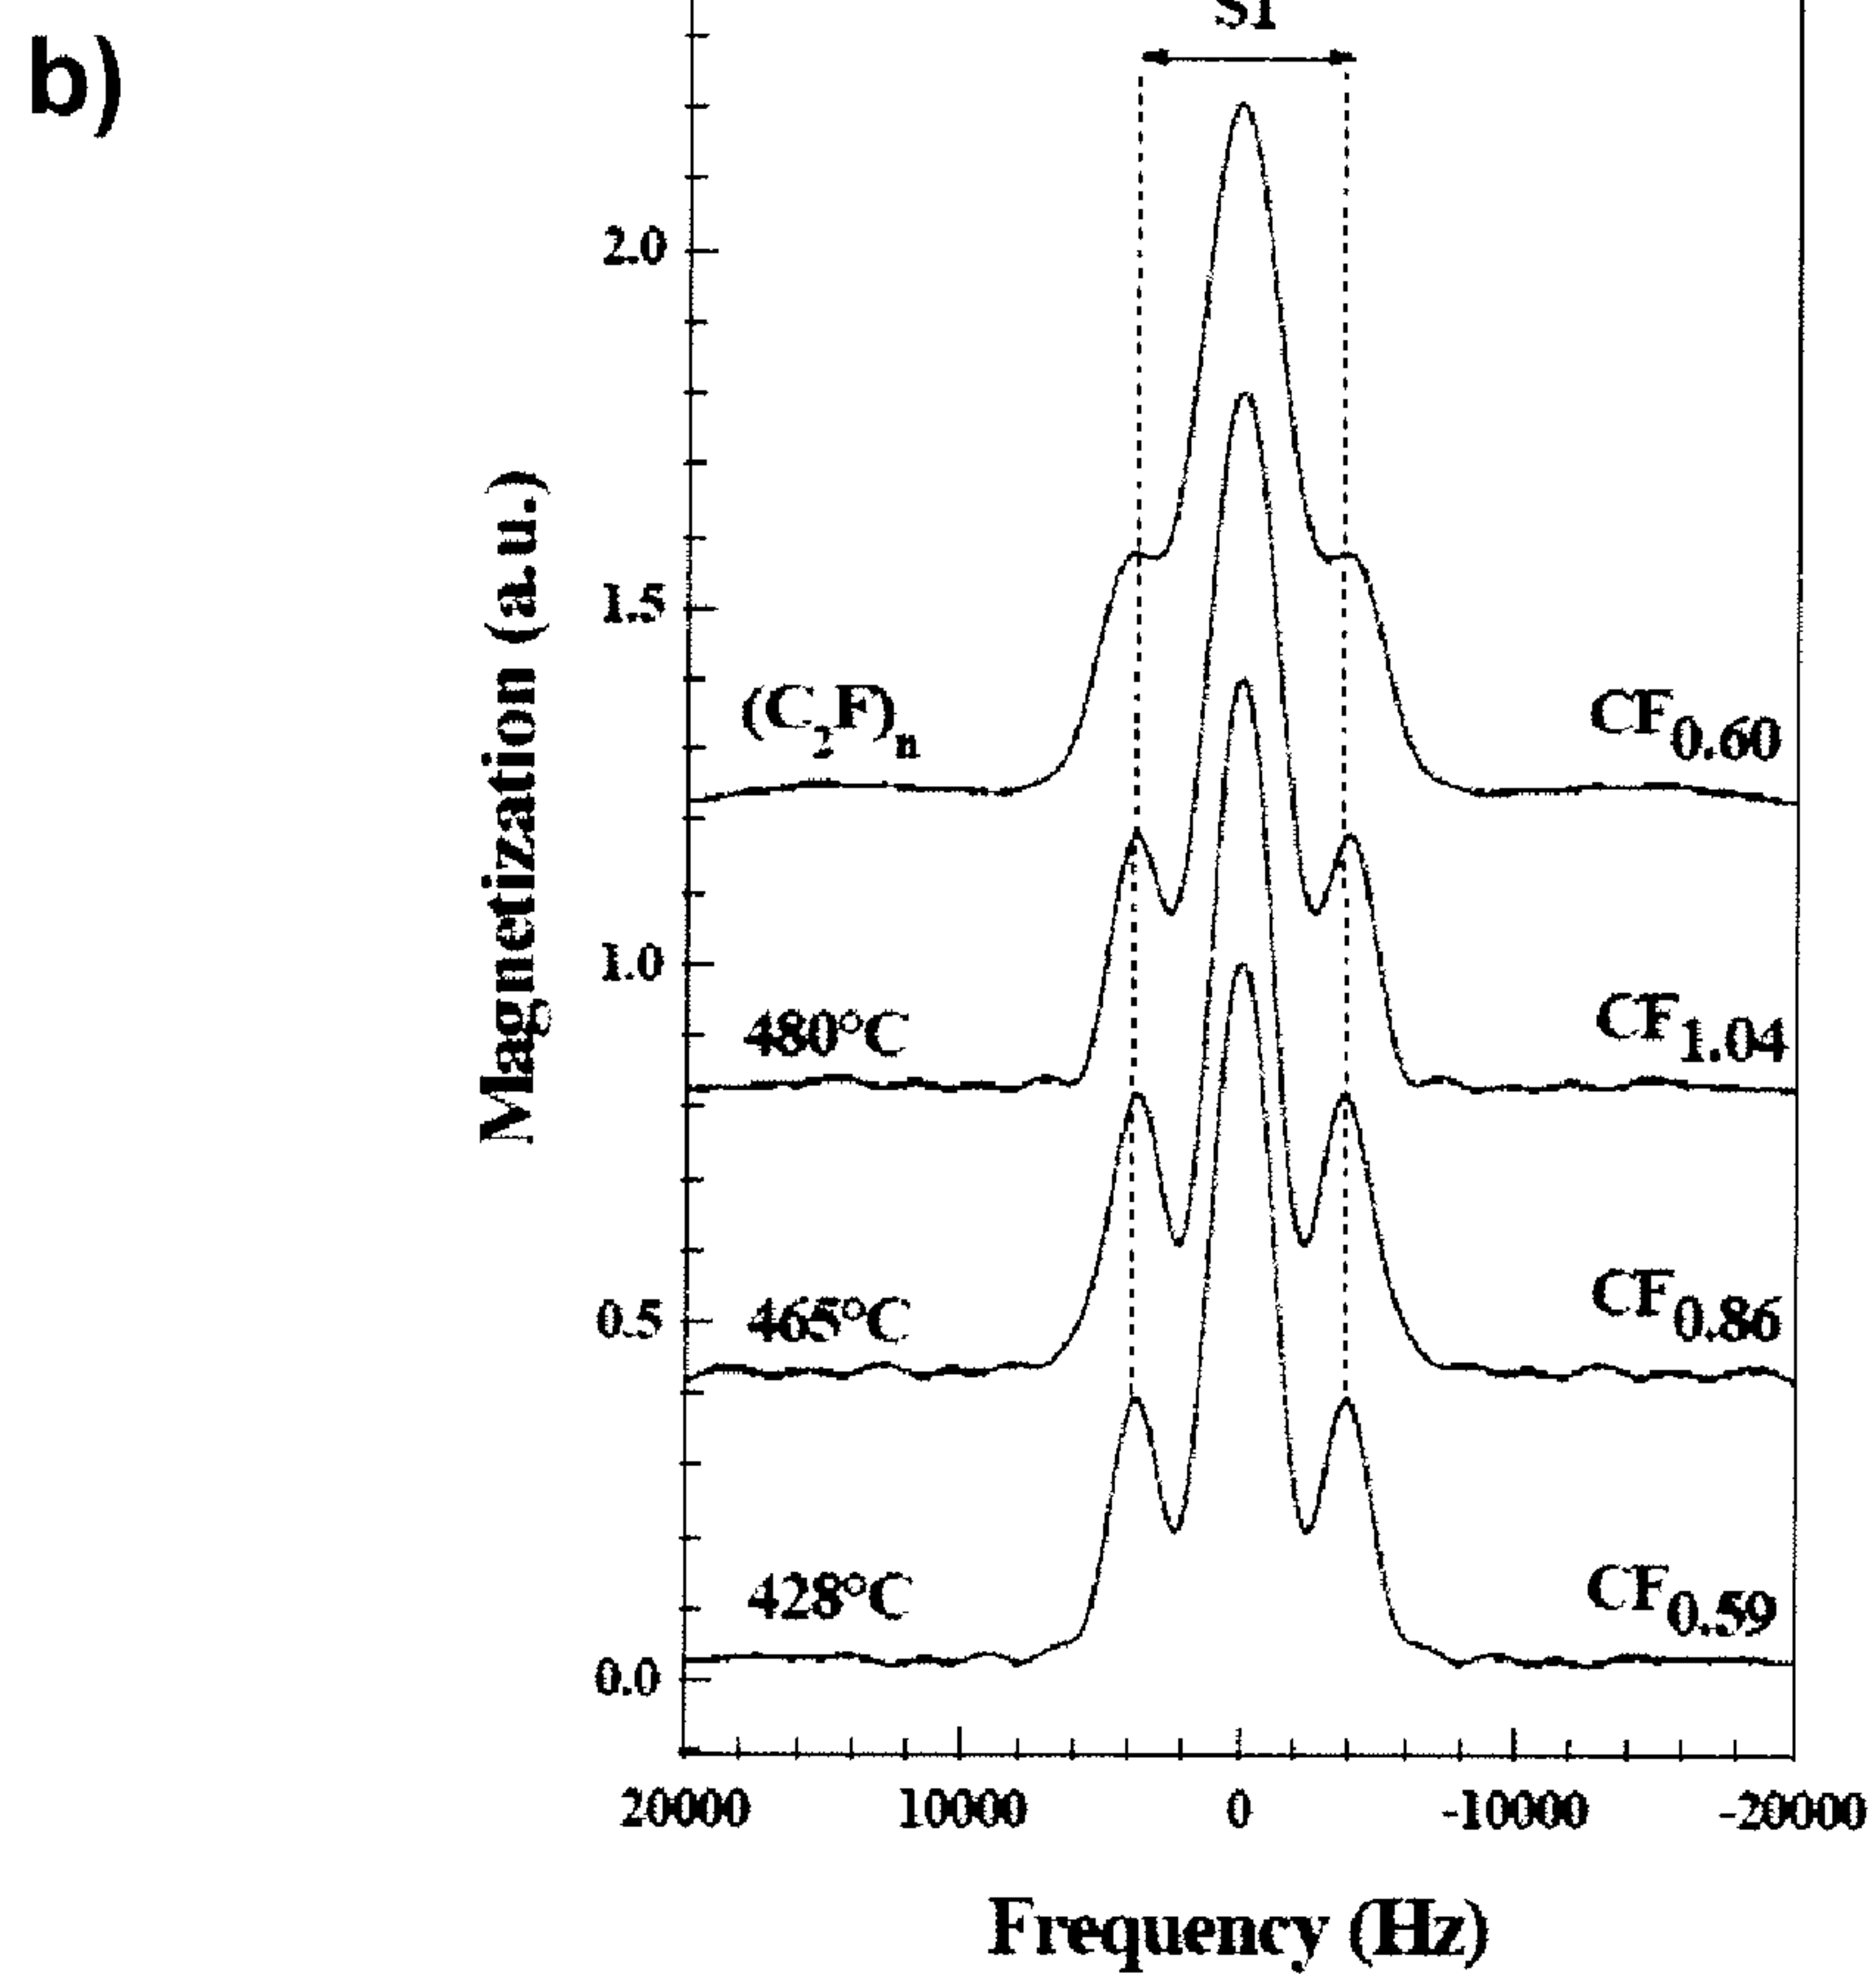 b)
2.0
1.5
(C2F)n CF0.60
1.0
480°C CF1.04
0.5
465°C CF0.86
428°C CF0.59
0.0
20000 10000 0 -10000 -20000
Frequency (Hz)
Magnetization (a.u.)